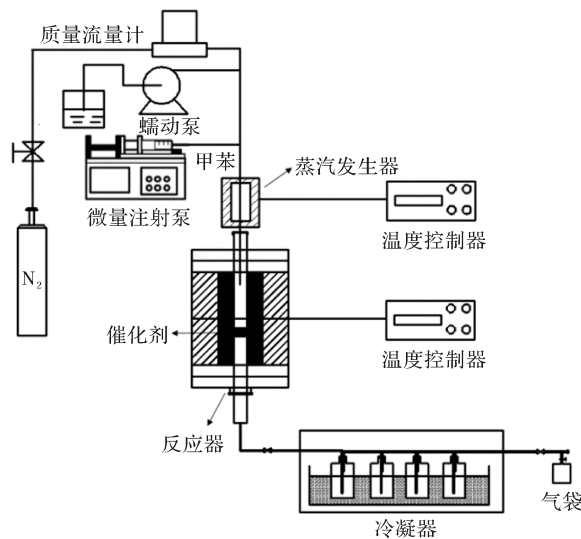 质量流量计
蠕动泵
甲苯
蒸汽发生器
微量注射泵
温度控制器
N₂
催化剂
温度控制器
反应器
气袋
冷凝器